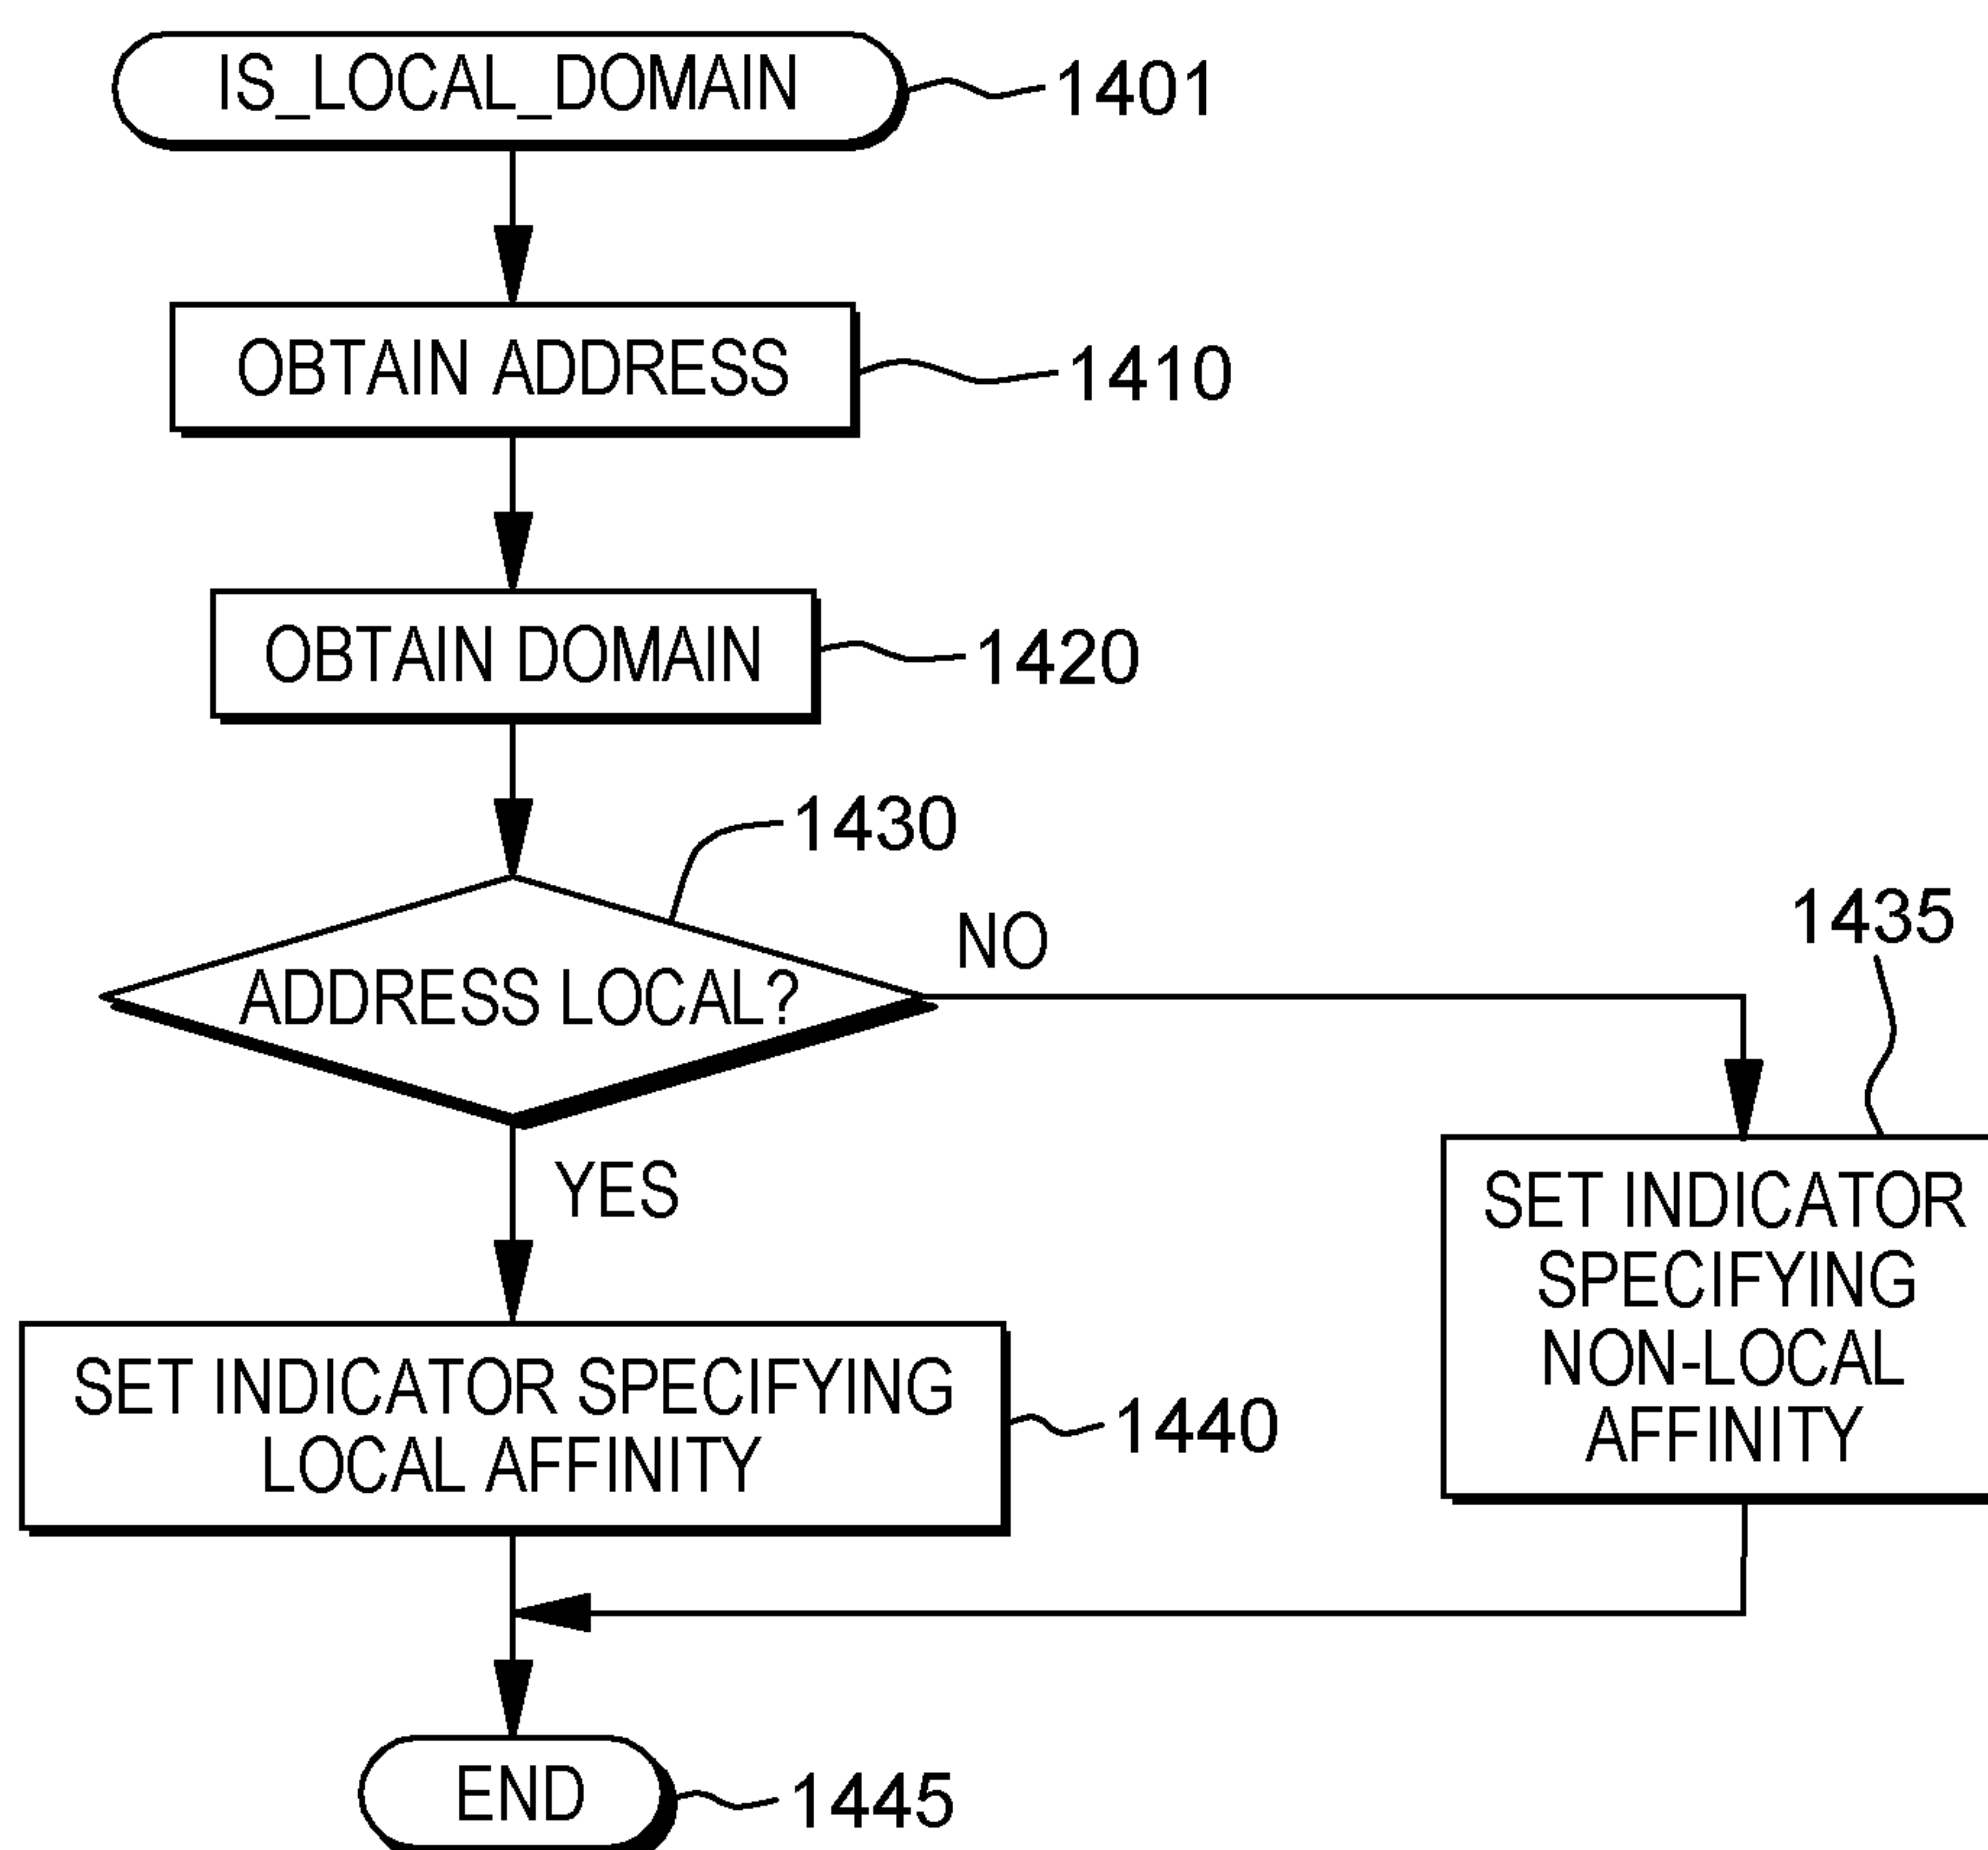 IS_LOCAL_DOMAIN
1401
OBTAIN ADDRESS
1410
OBTAIN DOMAIN
1420
1430
ADDRESS LOCAL?
NO
1435
YES
SET INDICATOR
SPECIFYING
NON-LOCAL
AFFINITY
SET INDICATOR SPECIFYING
LOCAL AFFINITY
1440
END
1445